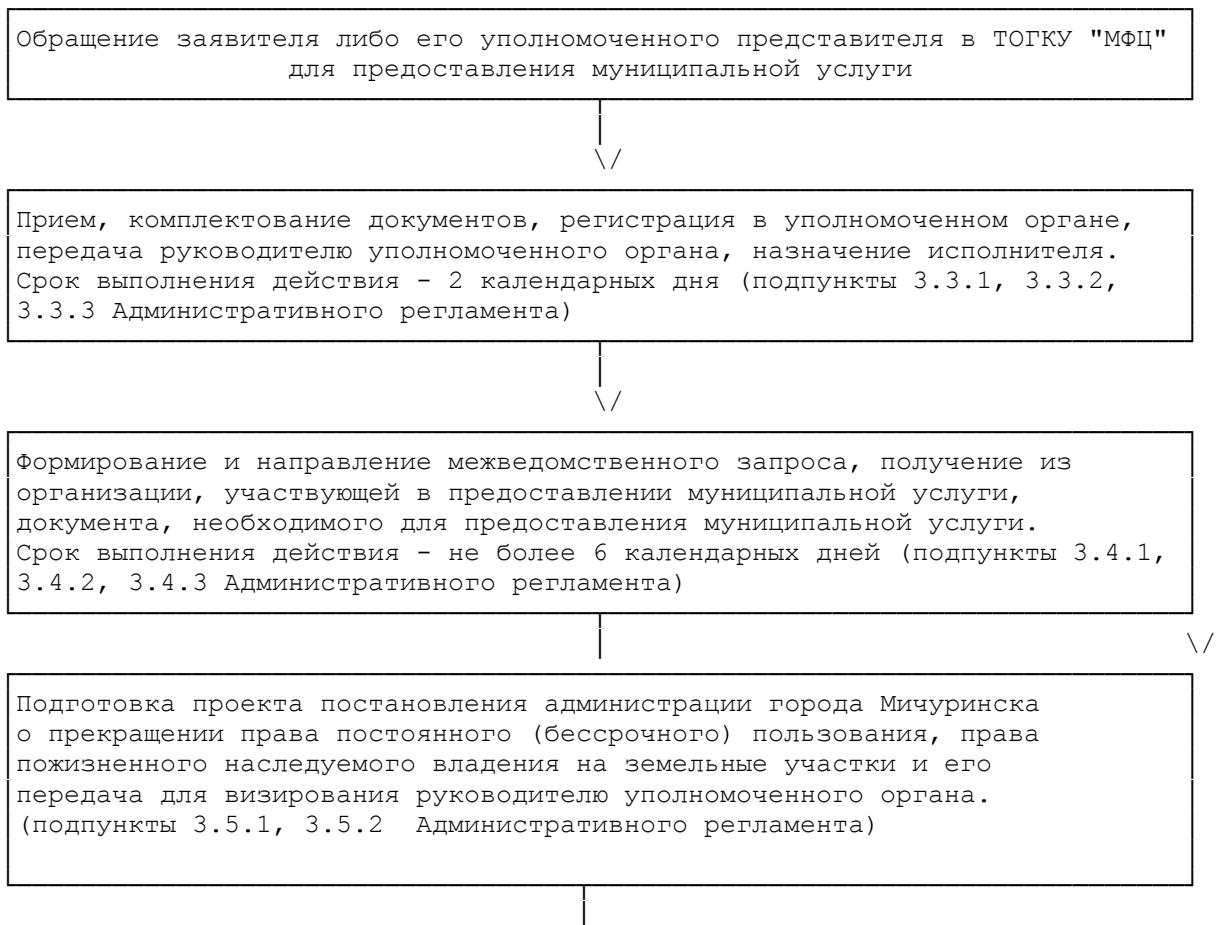 Обращение заявителя либо его уполномоченного представителя в ТОГКУ "МФЦ"
для предоставления муниципальной услуги
\/
Прием, комплектование документов, регистрация в уполномоченном органе,
передача руководителю уполномоченного органа, назначение исполнителя.
Срок выполнения действия - 2 календарных дня (подпункты 3.3.1, 3.3.2,
3.3.3 Административного регламента)
\/
Формирование и направление межведомственного запроса, получение из
организации, участвующей в предоставлении муниципальной услуги,
документа, необходимого для предоставления муниципальной услуги.
Срок выполнения действия - не более 6 календарных дней (подпункты 3.4.1,
3.4.2, 3.4.3 Административного регламента)
\/
Подготовка проекта постановления администрации города Мичуринска
о прекращении права постоянного (бессрочного) пользования, права
пожизненного наследуемого владения на земельные участки и его
передача для визирования руководителю уполномоченного органа.
(подпункты 3.5.1, 3.5.2 Административного регламента)